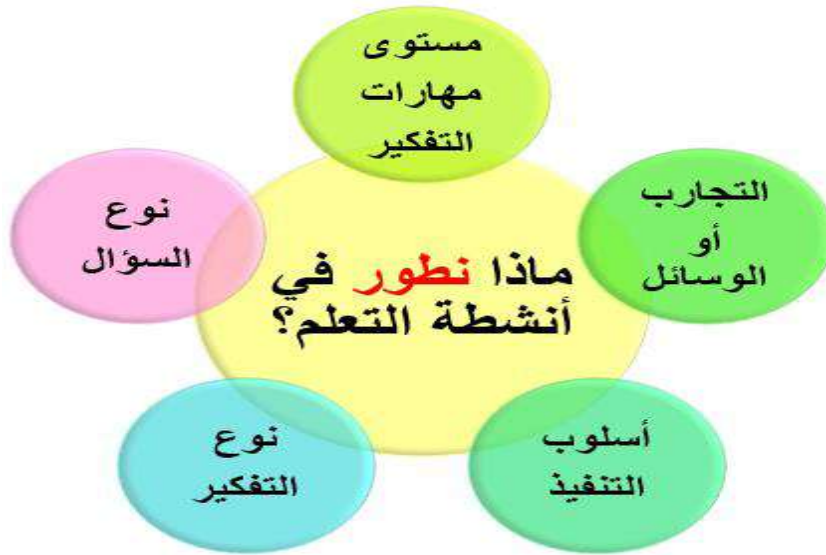 مستوى
مهارات
التفكير
التجارب
أو
الوسائل
نوع
السؤال
ماذا نطور في
أنشطة التعلم؟
أسلوب
التنفيذ
نوع
التفكير